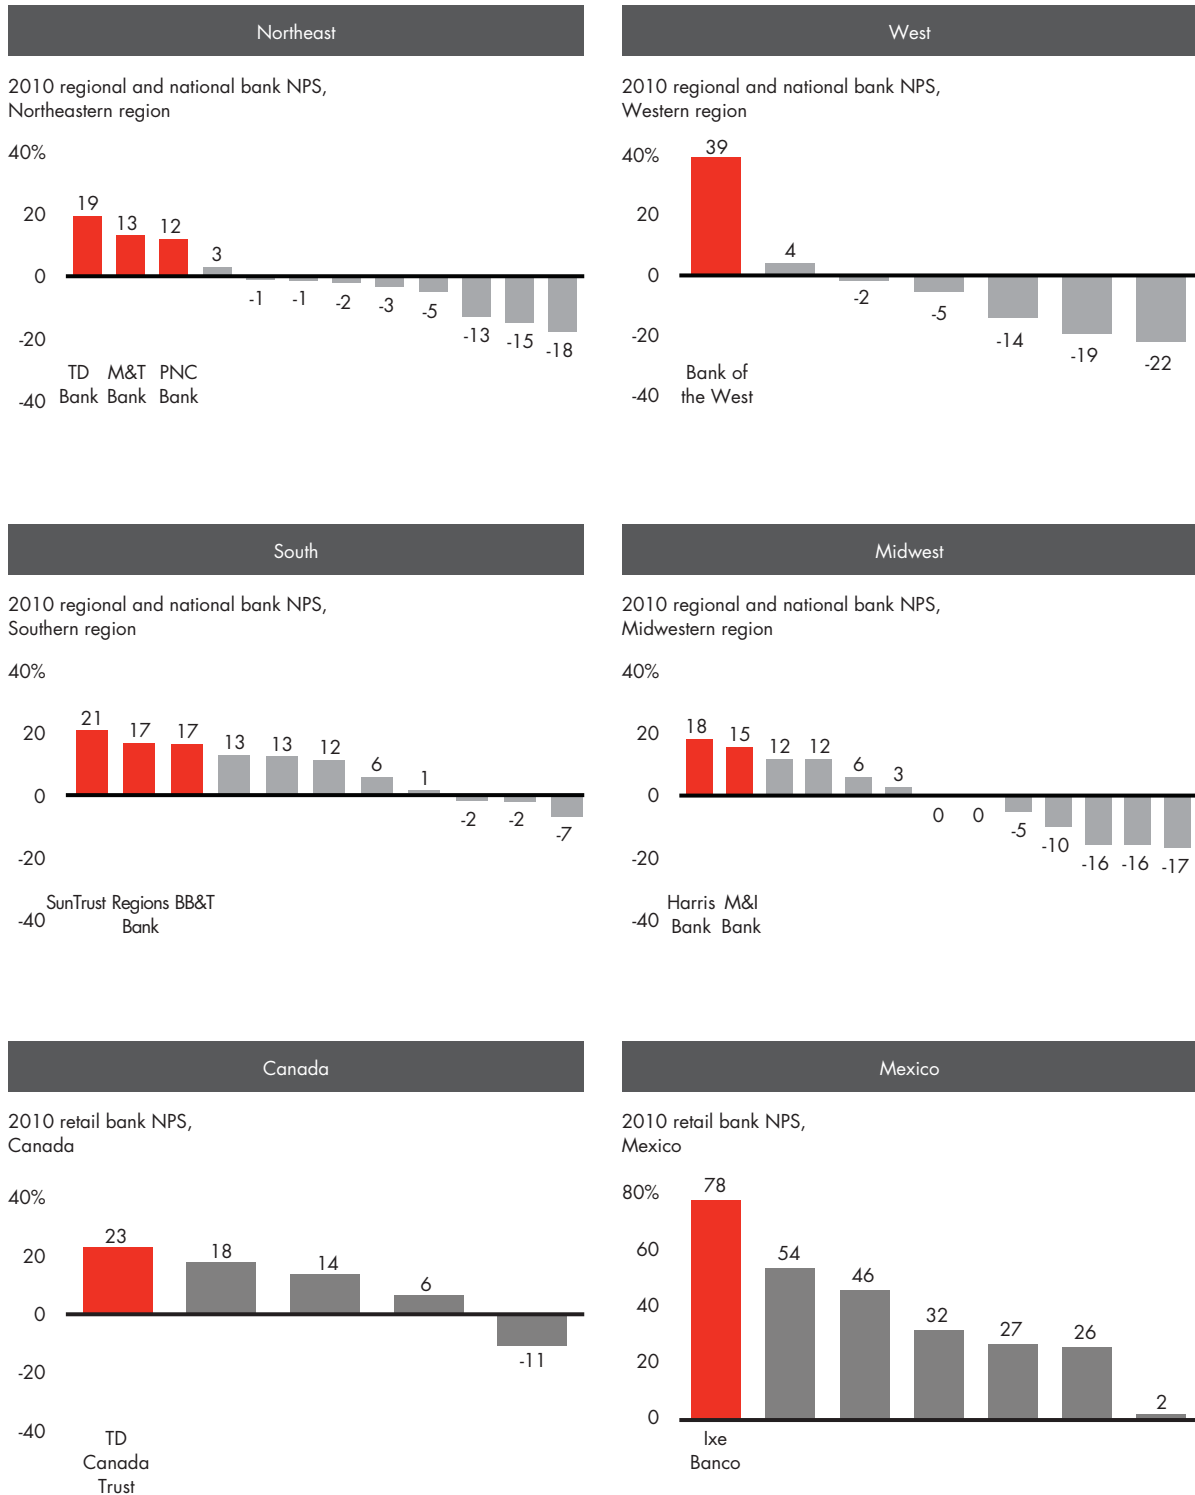 Northeast
2010 regional and national bank NPS,
Northeastern region
40%
20
0
-20
-40
19
13
12
3
-1
-1
-2
-3
-5
-13
-15
-18
TD
Bank
M&T
Bank
PNC
Bank
West
2010 regional and national bank NPS,
Western region
40%
20
0
-20
-40
39
4
-2
-5
-14
-19
-22
Bank of
the West
South
2010 regional and national bank NPS,
Southern region
40%
20
0
-20
-40
21
17
17
13
13
12
6
1
-2
-2
-7
SunTrust
Regions
Bank
BB&T
Midwest
2010 regional and national bank NPS,
Midwestern region
40%
20
0
-20
-40
18
15
12
12
6
3
0
0
-5
-10
-16
-16
-17
Harris
Bank
M&I
Bank
Canada
2010 retail bank NPS,
Canada
40%
20
0
-20
-40
23
18
14
6
-11
TD
Canada
Trust
Mexico
2010 retail bank NPS,
Mexico
80%
60
40
20
0
78
54
46
32
27
26
2
Ixe
Banco